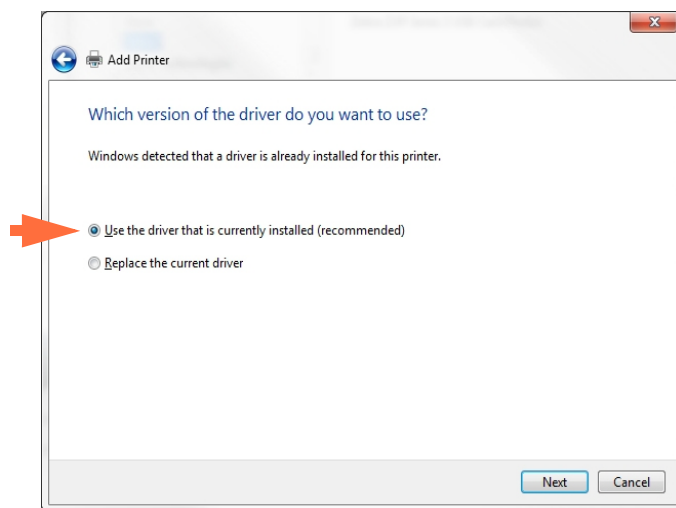 Add Printer
Which version of the driver do you want to use?
Windows detected that a driver is already installed for this printer.
Use the driver that is currently installed (recommended)
Replace the current driver
Next Cancel